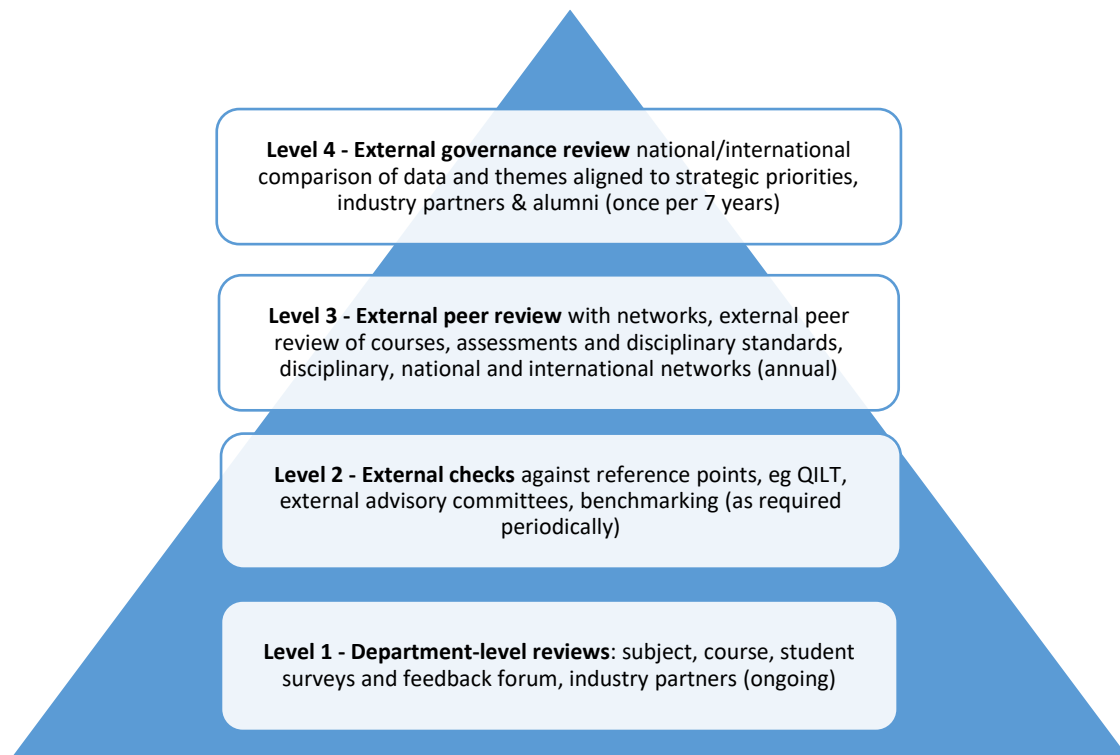 Level 4 - External governance review national/international
comparison of data and themes aligned to strategic priorities,
industry partners & alumni (once per 7 years)
Level 3 - External peer review with networks, external peer
review of courses, assessments and disciplinary standards,
disciplinary, national and international networks (annual)
Level 2 - External checks against reference points, eg QILT,
external advisory committees, benchmarking (as required
periodically)
Level 1 - Department-level reviews: subject, course, student
surveys and feedback forum, industry partners (ongoing)